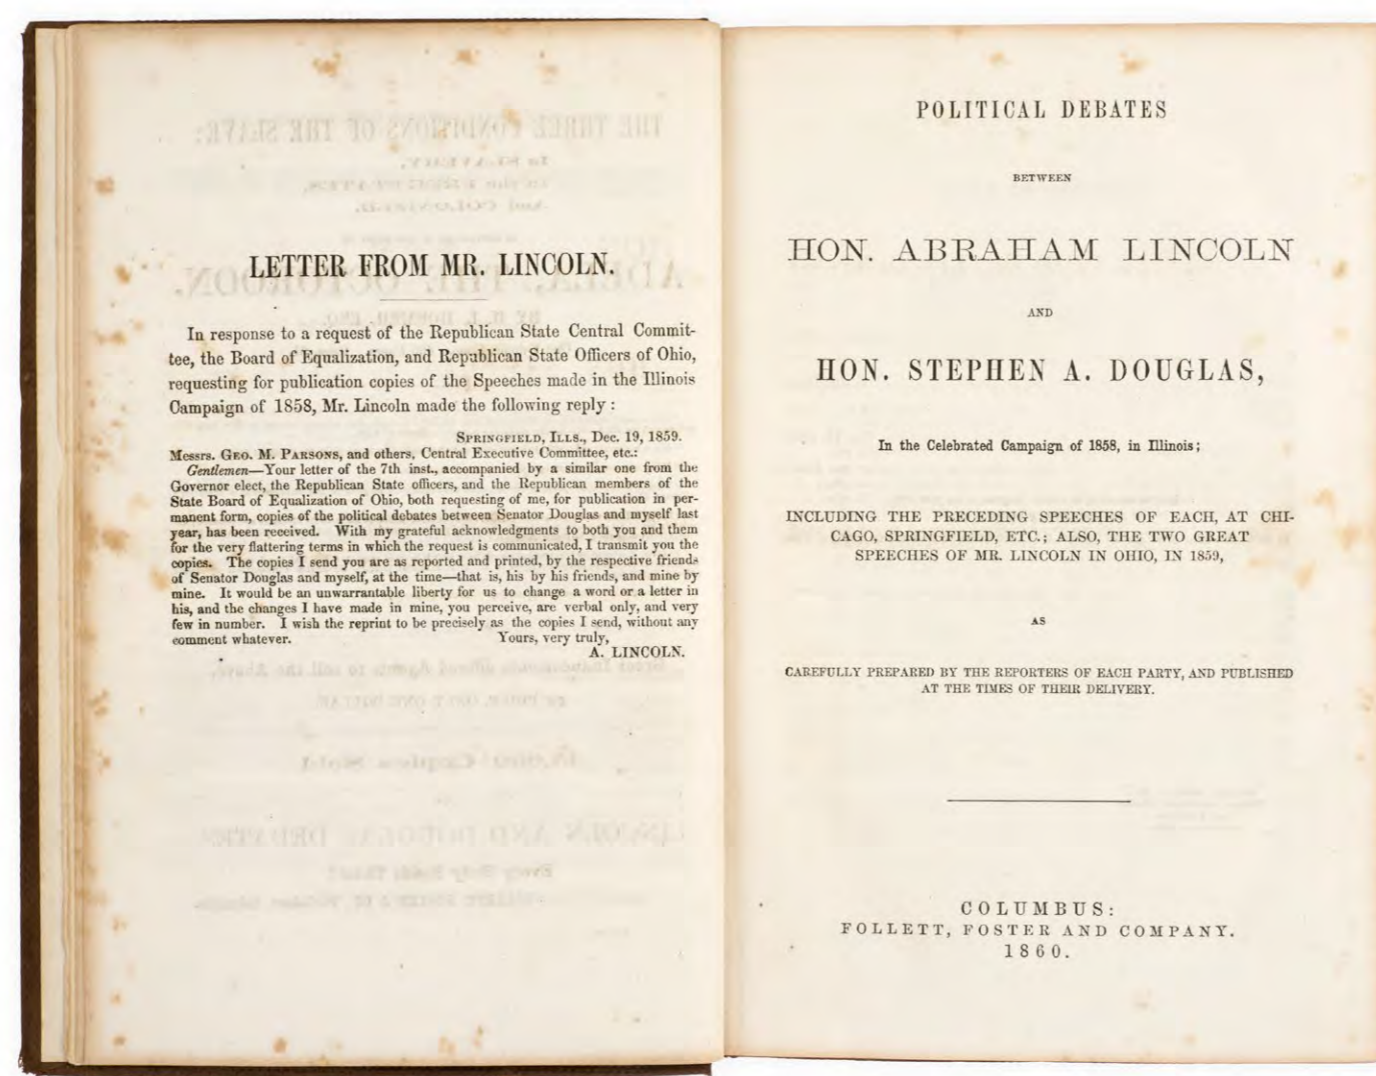 LETTER FROM MR. LINCOLN.
In response to a request of the Republican State Central Commit-
tee, the Board of Equalization, and Republican State Officers of Ohio,
requesting for publication copies of the Speeches made in the Illinois
Campaign of 1858, Mr. Lincoln made the following reply :
SPRINGFIELD, ILLS., Dec. 19, 1859.
Messrs. GEO. M. PARSONS, and others, Central Executive Committee, etc.:
Gentlemen—Your letter of the 7th inst., accompanied by a similar one from the
Governor elect, the Republican State officers, and the Republican members of the
State Board of Equalization of Ohio, both requesting of me, for publication in per-
manent form, copies of the political debates between Senator Douglas and myself last
year, has been received. With my grateful acknowledgments to both you and them
for the very flattering terms in which the request is communicated, I transmit you the
copies. The copies I send you are as reported and printed, by the respective friends
of Senator Douglas and myself, at the time—that is, his by his friends, and mine by
mine. It would be an unwarrantable liberty for us to change a word or a letter in
his, and the changes I have made in mine, you perceive, are verbal only, and very
few in number. I wish the reprint to be precisely as the copies I send, without any
comment whatever. Yours, very truly,
A. LINCOLN.
POLITICAL DEBATES
BETWEEN
HON. ABRAHAM LINCOLN
AND
HON. STEPHEN A. DOUGLAS,
In the Celebrated Campaign of 1858, in Illinois;
INCLUDING THE PRECEDING SPEECHES OF EACH, AT CHI-
CAGO, SPRINGFIELD, ETC.; ALSO, THE TWO GREAT
SPEECHES OF MR. LINCOLN IN OHIO, IN 1859,
AS
CAREFULLY PREPARED BY THE REPORTERS OF EACH PARTY, AND PUBLISHED
AT THE TIMES OF THEIR DELIVERY.
COLUMBUS:
FOLLETT, FOSTER AND COMPANY.
1860.